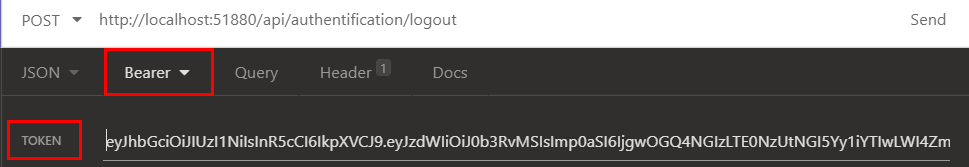 POST http://localhost:51880/api/authentification/logout Send
JSON Bearer Query Header 1 Docs
TOKEN eyJhbGciOiJIUzI1NiIsInR5cCI6IkpXVCJ9.eyJzdWIiOiJ0b3RvMSIsImp0aSI6IjgwOGQ4NGIzLTE0NzUtNGI5Yy1iYTIwLWI4Zm